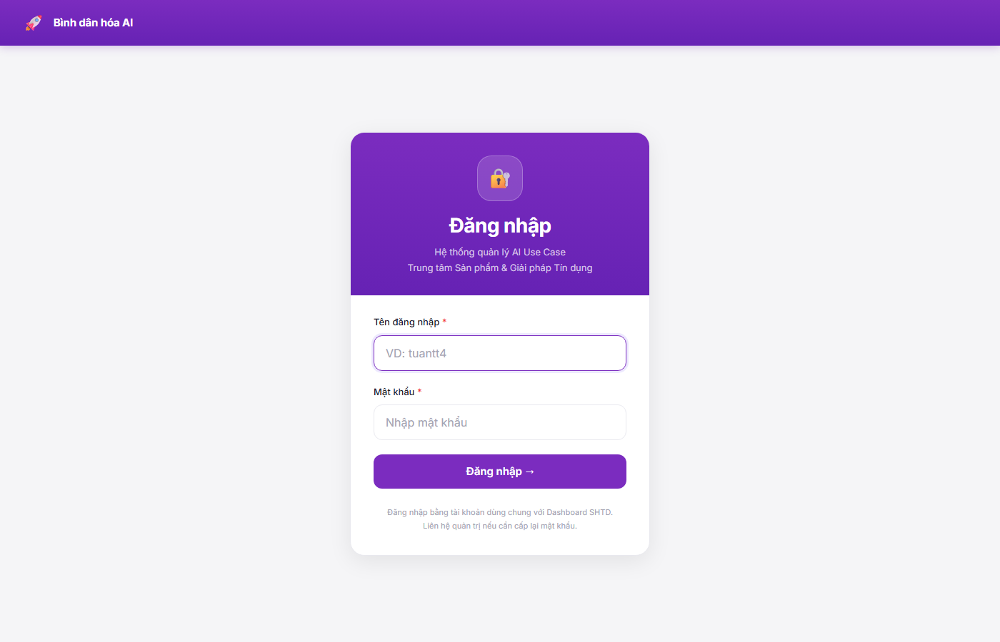 Bình dân hóa AI
Đăng nhập
Hệ thống quản lý AI Use Case
Trung tâm Sản phẩm & Giải pháp Tín dụng
Tên đăng nhập *
VD: tuantt4
Mật khẩu *
Nhập mật khẩu
Đăng nhập →
Đăng nhập bằng tài khoản dùng chung với Dashboard SHTD.
Liên hệ quản trị nếu cần cấp lại mật khẩu.